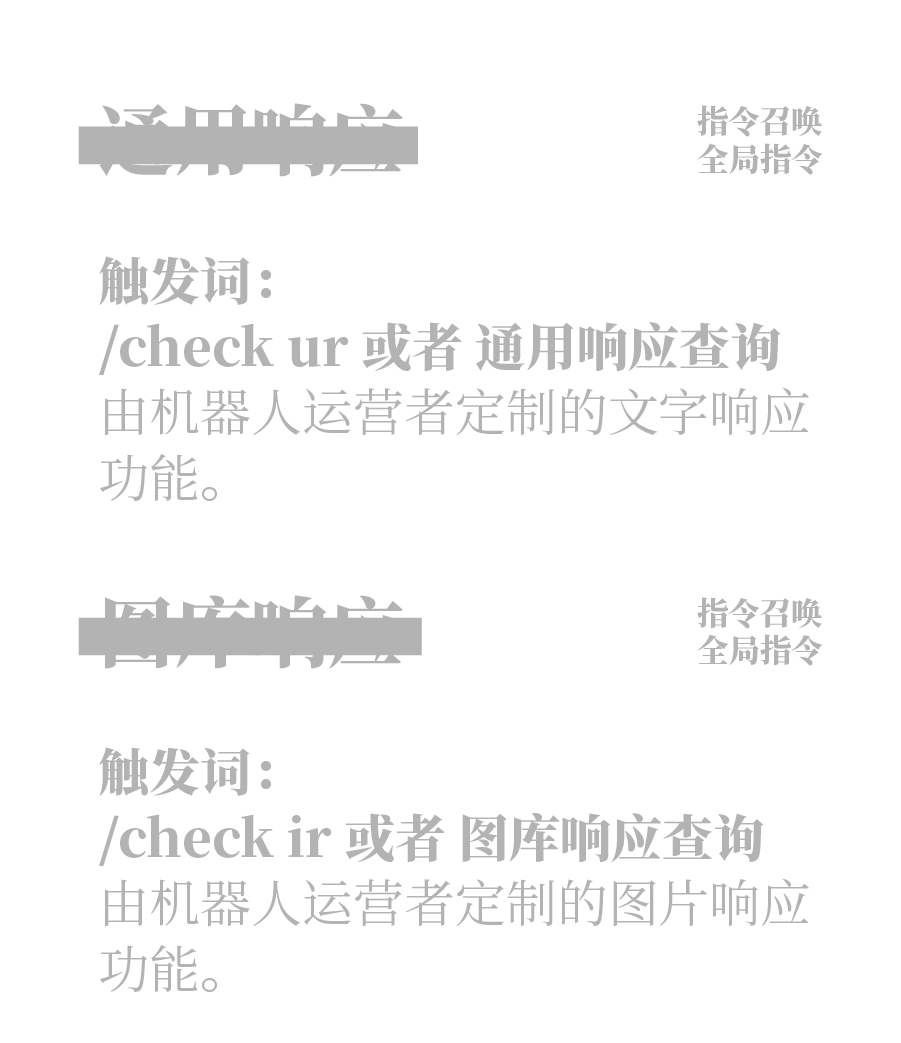 通用响应
指令召唤
全局指令
触发词：
/check ur 或者 通用响应查询
由机器人运营者定制的文字响应
功能。
图库响应
指令召唤
全局指令
触发词：
/check ir 或者 图库响应查询
由机器人运营者定制的图片响应
功能。